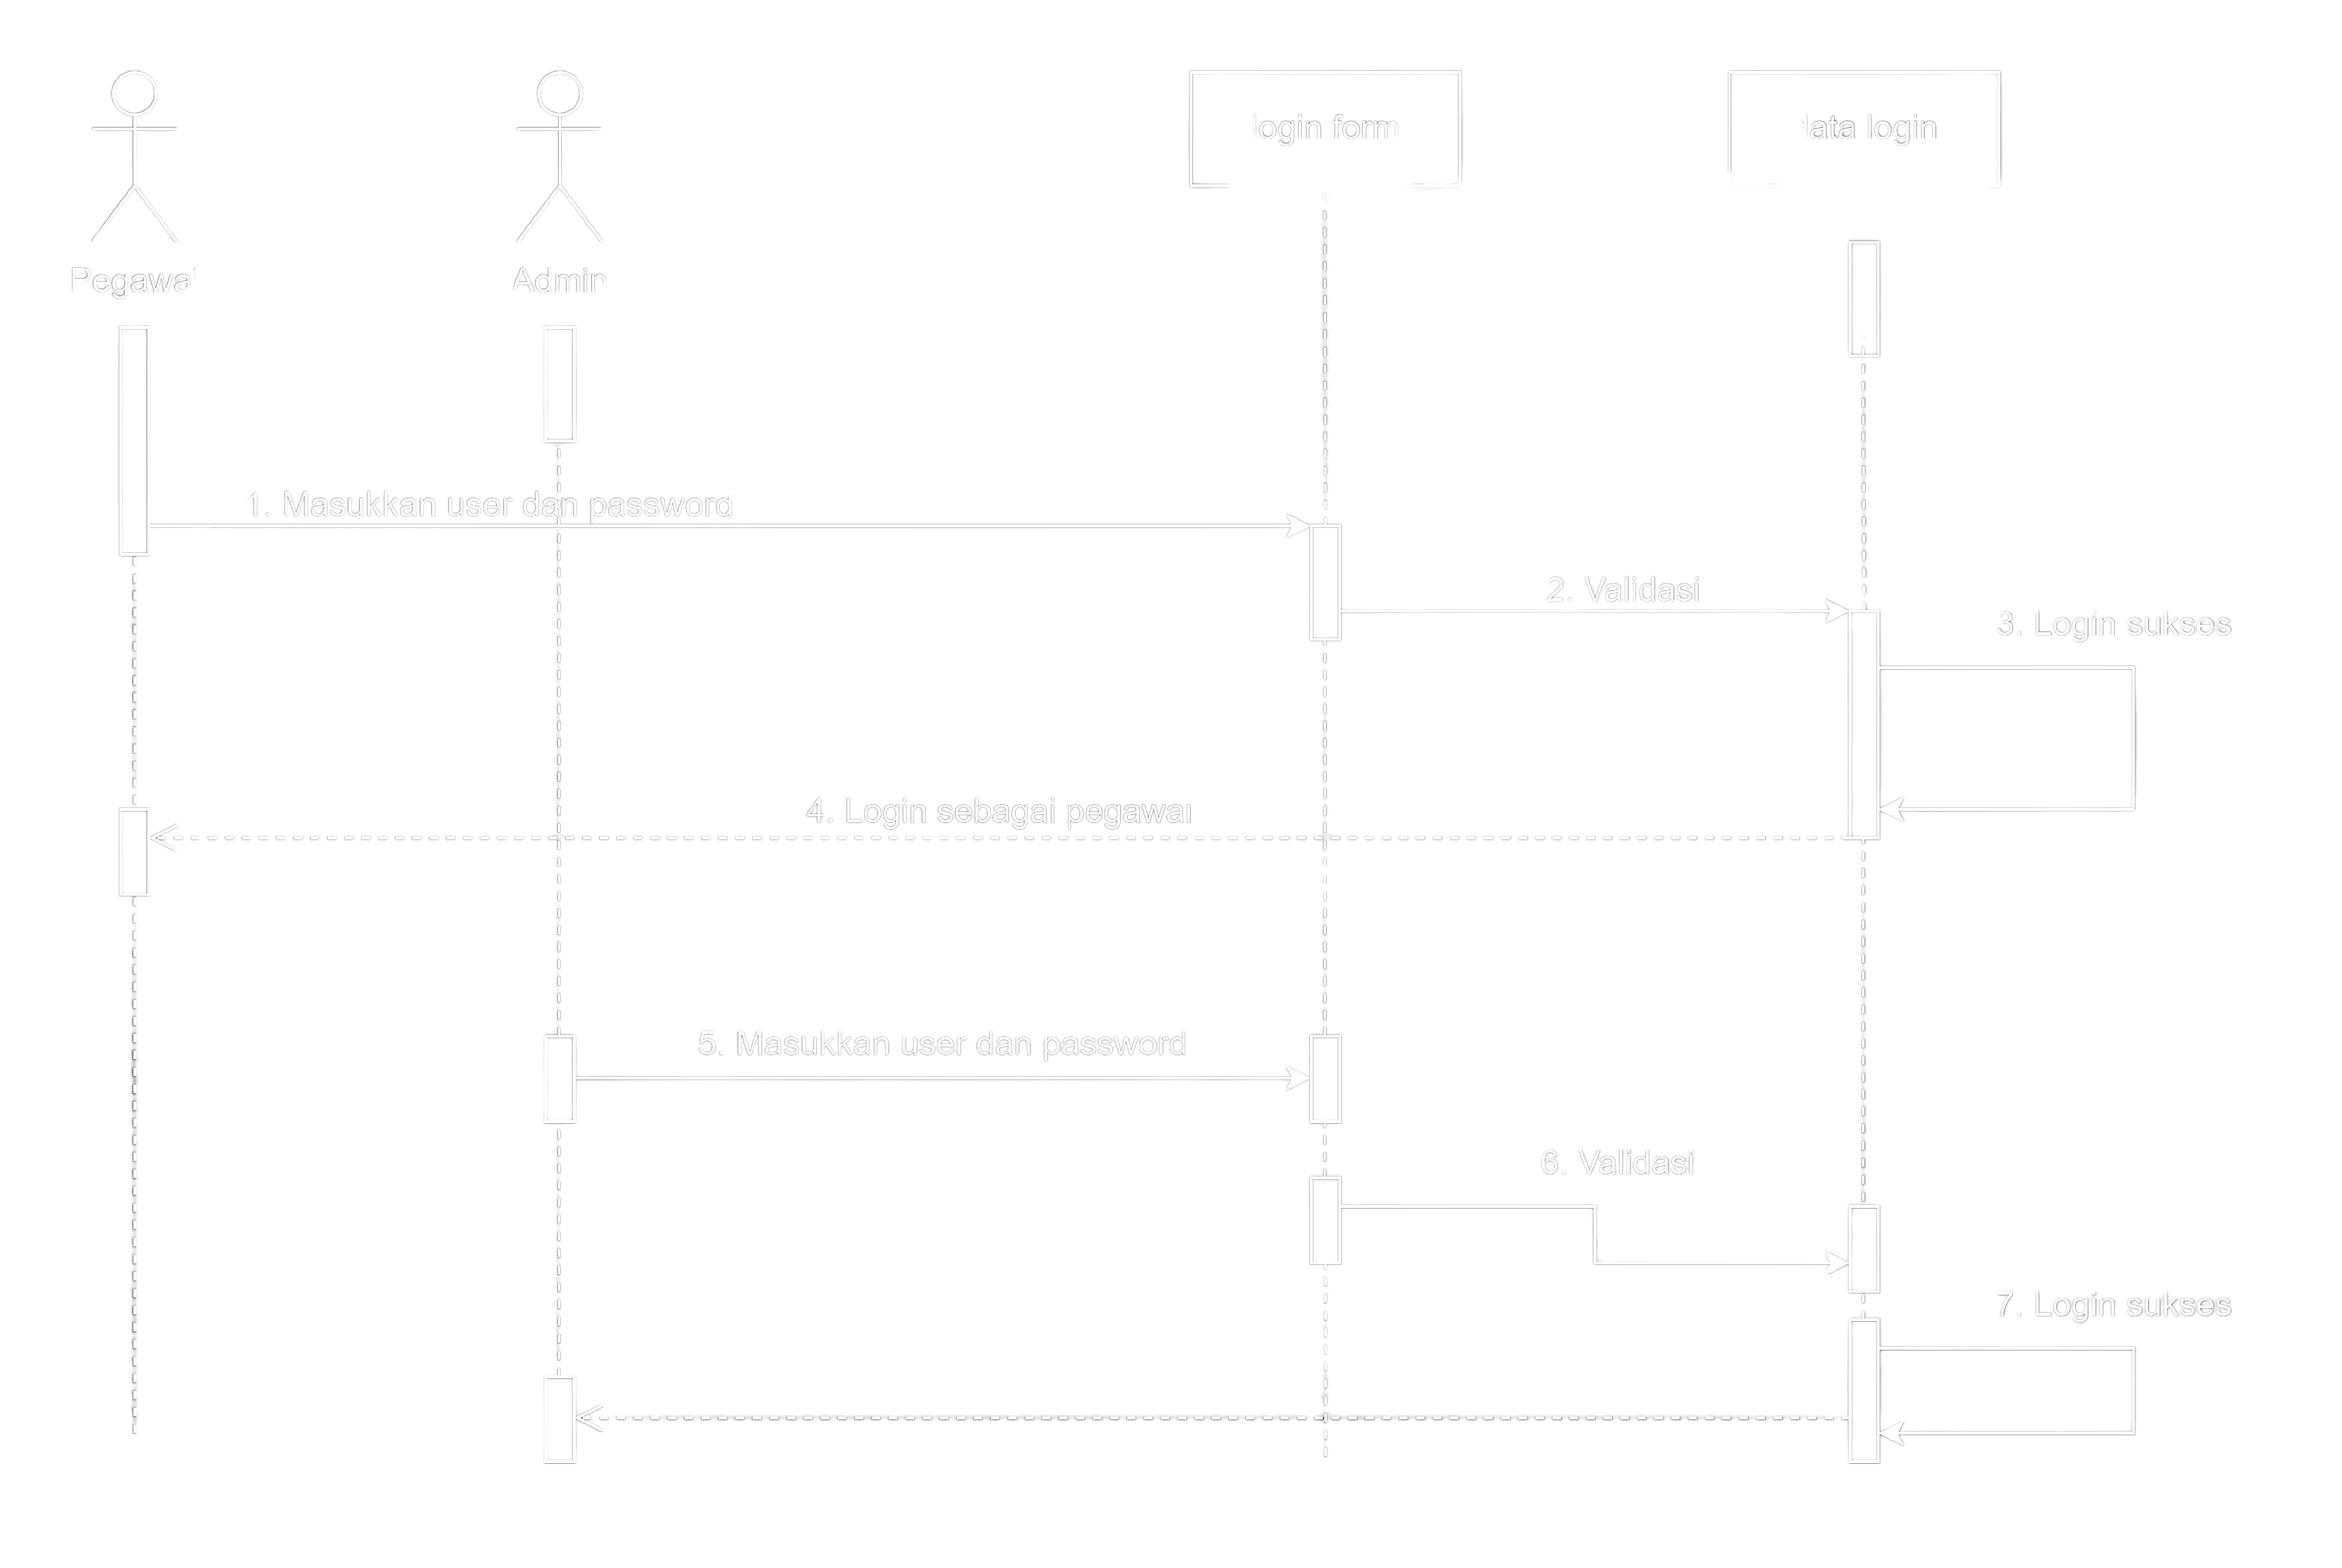 login form
data login
Pegawai
Admin
1. Masukkan user dan password
2. Validasi
3. Login sukses
4. Login sebagai pegawai
5. Masukkan user dan password
6. Validasi
7. Login sukses